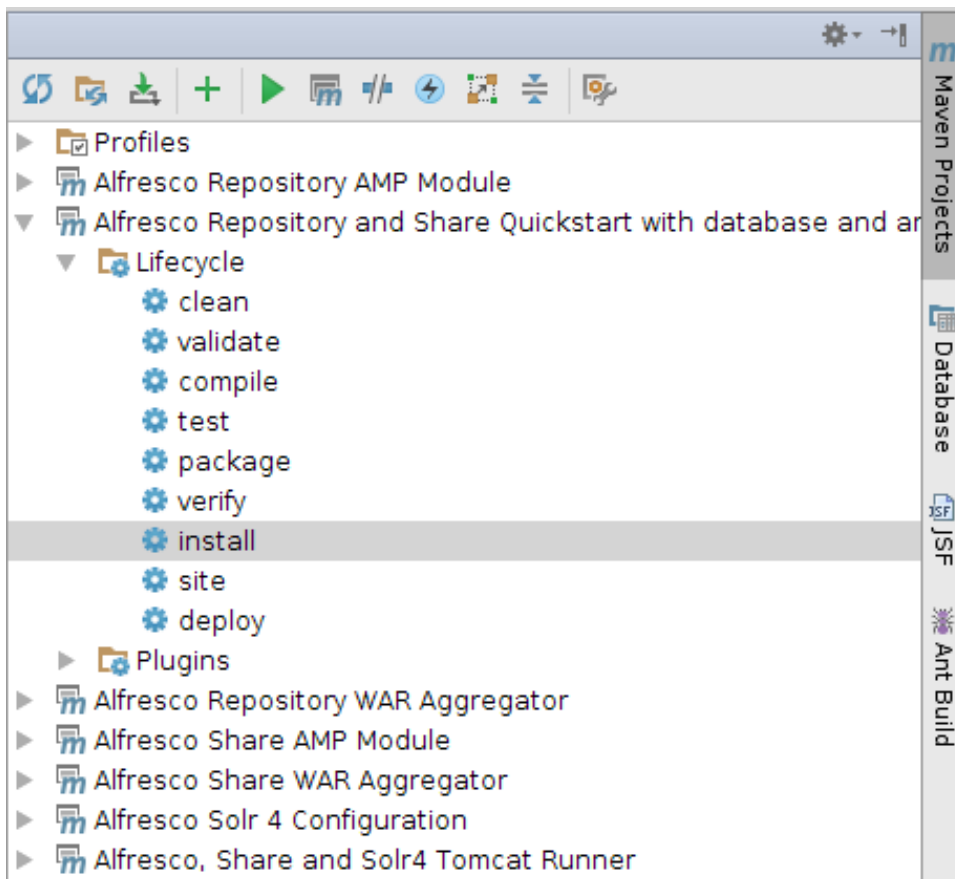 Profiles
Alfresco Repository AMP Module
Alfresco Repository and Share Quickstart with database and ar
Lifecycle
clean
validate
compile
test
package
verify
install
site
deploy
Plugins
Alfresco Repository WAR Aggregator
Alfresco Share AMP Module
Alfresco Share WAR Aggregator
Alfresco Solr 4 Configuration
Alfresco, Share and Solr4 Tomcat Runner
Maven Projects
Database
JSF
Ant Build